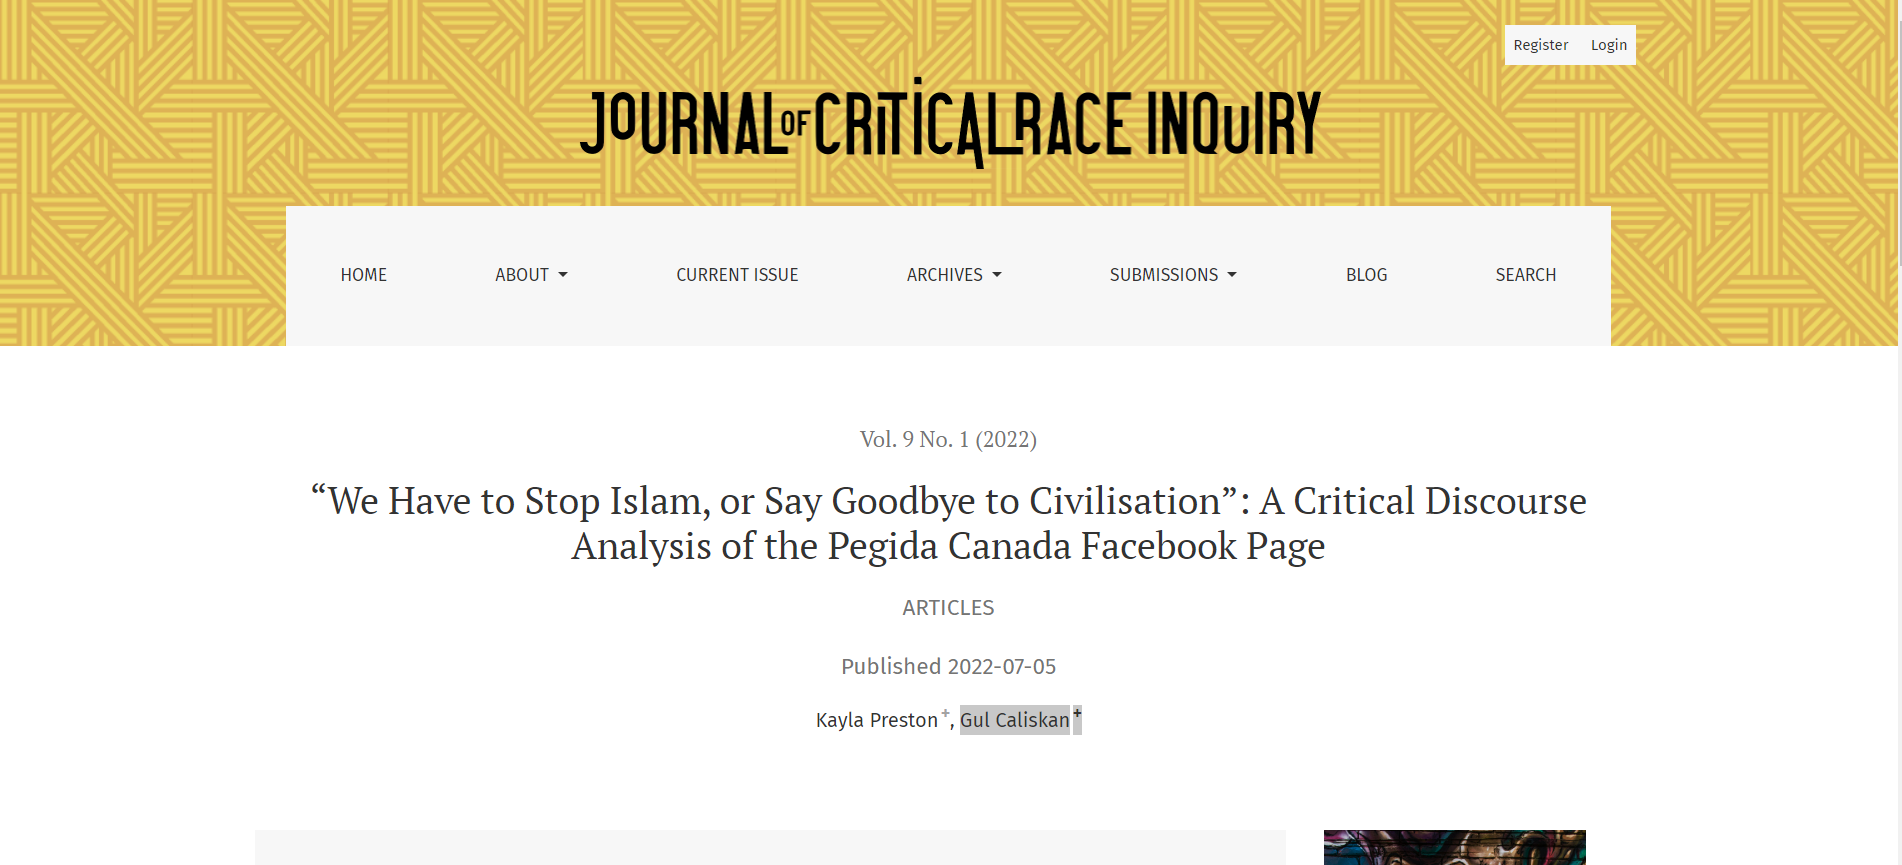 Register Login
JOURNAL OF CRITICAL RACE INQUIRY
HOME ABOUT CURRENT ISSUE ARCHIVES SUBMISSIONS BLOG SEARCH
Vol. 9 No. 1 (2022)
“We Have to Stop Islam, or Say Goodbye to Civilisation”: A Critical Discourse
Analysis of the Pegida Canada Facebook Page
ARTICLES
Published 2022-07-05
Kayla Preston+, Gul Caliskan+